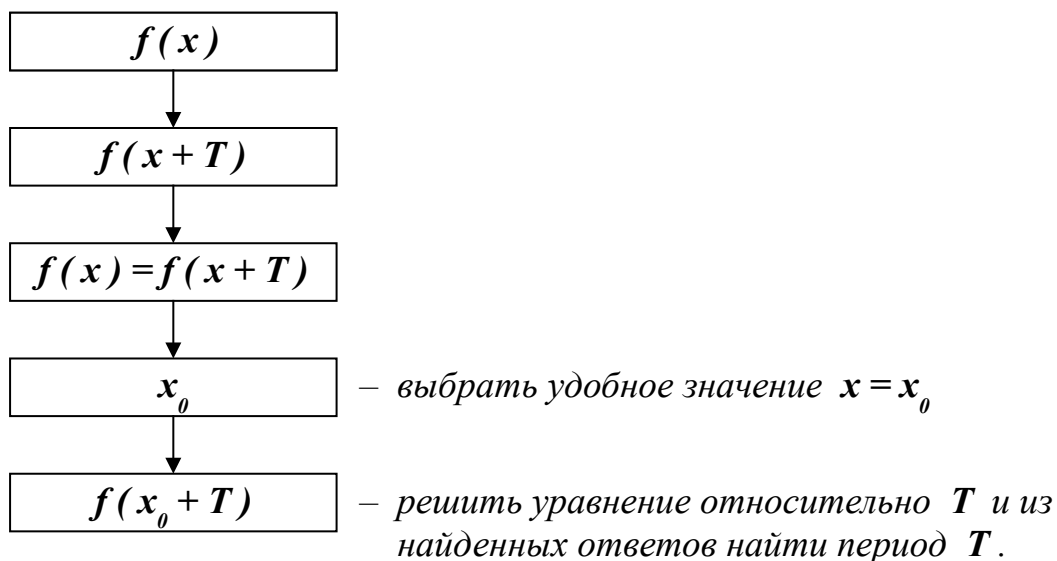 f ( x )
f ( x + T )
f ( x ) = f ( x + T )
x₀ – выбрать удобное значение x = x₀
f ( x₀ + T ) – решить уравнение относительно T и из
найденных ответов найти период T .